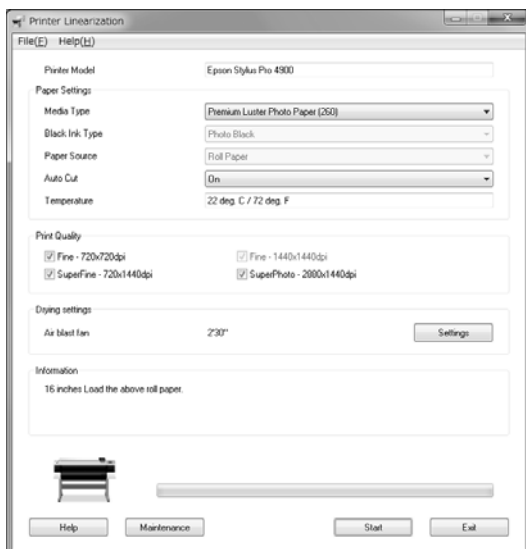 Printer Linearization
File(F) Help(H)
Printer Model Epson Stylus Pro 4900
Paper Settings
Media Type Premium Luster Photo Paper (260)
Black Ink Type Photo Black
Paper Source Roll Paper
Auto Cut On
Temperature 22 deg. C / 72 deg. F
Print Quality
Fine - 720x720dpi Fine - 1440x1440dpi
SuperFine - 720x1440dpi SuperPhoto - 2880x1440dpi
Drying settings
Air blast fan 2'30" Settings
Information
16 inches Load the above roll paper.
Help Maintenance Start Exit